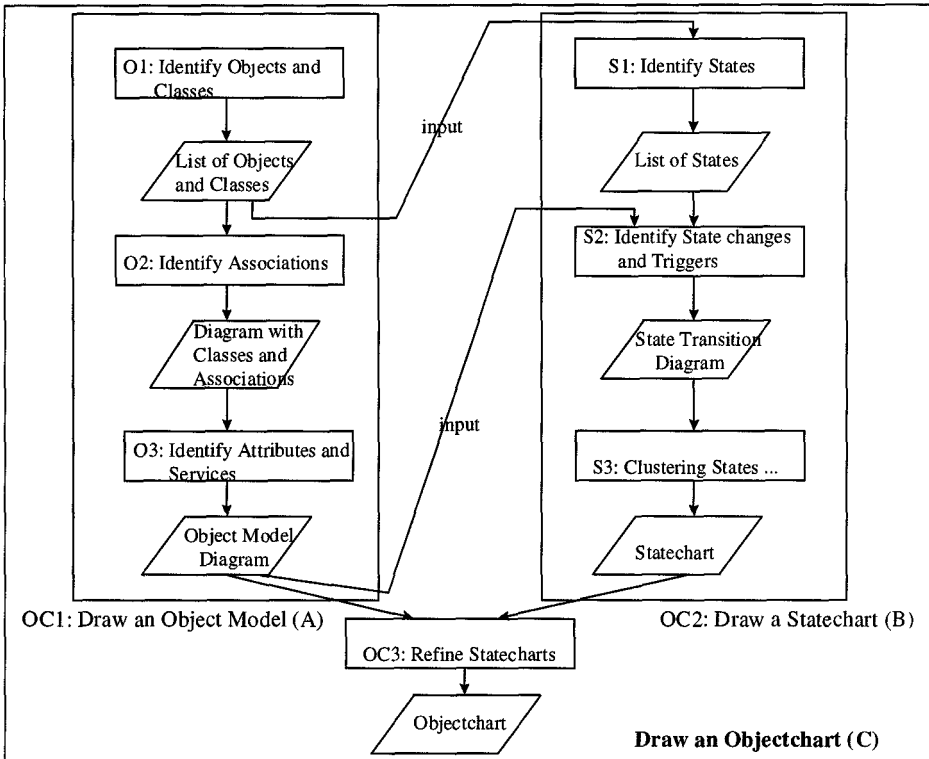 O1: Identify Objects and
Classes
List of Objects
and Classes
O2: Identify Associations
Diagram with
Classes and
Associations
O3: Identify Attributes and
Services
Object Model
Diagram
OC1: Draw an Object Model (A)
input
input
S1: Identify States
List of States
S2: Identify State changes
and Triggers
State Transition
Diagram
S3: Clustering States ...
Statechart
OC2: Draw a Statechart (B)
OC3: Refine Statecharts
Objectchart
Draw an Objectchart (C)